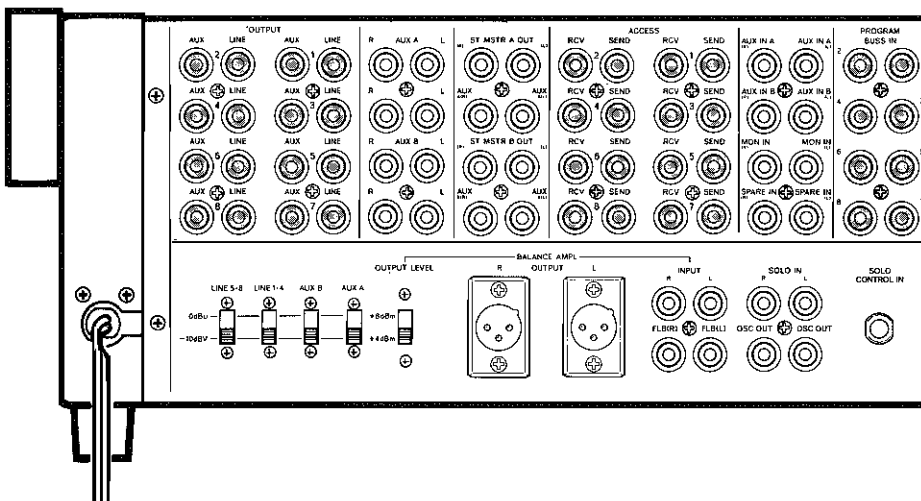 OUTPUT ACCESS PROGRAM
AUX LINE AUX LINE R AUX A L ST MSTR A OUT RCV SEND RCV SEND AUX IN A AUX IN A BUSS IN
2 1 2 1 2
AUX LINE AUX LINE R L AUX AUX RCV SEND RCV SEND AUX IN B AUX IN B
4 3 4 3 4
AUX LINE AUX LINE R AUX B L ST MSTR B OUT RCV SEND RCV SEND MON IN MON IN
6 5 6 5 6
AUX LINE AUX LINE R L AUX AUX RCV SEND RCV SEND SPARE IN SPARE IN
8 7 8 7 8
BALANCE AMPL
OUTPUT LEVEL R OUTPUT L INPUT SOLO IN SOLO
LINE 5-8 LINE 1-4 AUX B AUX A R L R L CONTROL IN
0dBu +8dBm
-10dBV +4dBm FLB(R) FLB(L) OSC OUT OSC OUT